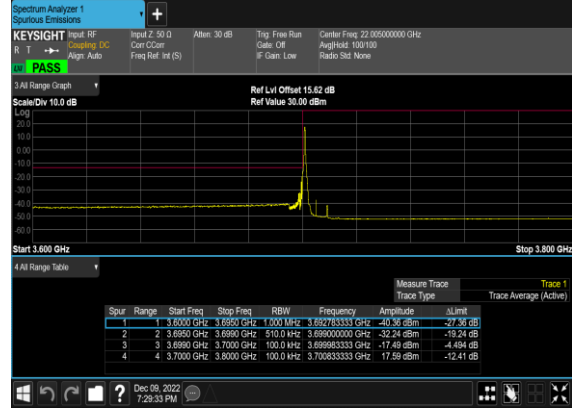 Spectrum Analyzer 1
Spurious Emissions
KEYSIGHT Input: RF Input Z: 50 Ω Atten: 30 dB Trig: Free Run Center Freq: 22.005000000 GHz
R T Coupling: DC Corr CCorr Gate: Off Avg|Hold: 100/100
Align: Auto Freq Ref: Int (S) IF Gain: Low Radio Std: None
PASS
3 All Range Graph
Ref Lvl Offset 15.62 dB
Scale/Div 10.0 dB Ref Value 30.00 dBm
Log
20.0
10.0
0.00
-10.0
-20.0
-30.0
-40.0
-50.0
-60.0
Start 3.600 GHz Stop 3.800 GHz
4 All Range Table
Measure Trace Trace 1
Trace Type Trace Average (Active)
Spur Range Start Freq Stop Freq RBW Frequency Amplitude ΔLimit
1 1 3.6000 GHz 3.6950 GHz 1.000 MHz 3.692783333 GHz -40.36 dBm -27.36 dB
2 2 3.6950 GHz 3.6990 GHz 510.0 kHz 3.699000000 GHz -32.24 dBm -19.24 dB
3 3 3.6990 GHz 3.7000 GHz 100.0 kHz 3.699983333 GHz -17.49 dBm -4.494 dB
4 4 3.7000 GHz 3.8000 GHz 100.0 kHz 3.700833333 GHz 17.59 dBm -12.41 dB
? Dec 09, 2022
7:29:33 PM